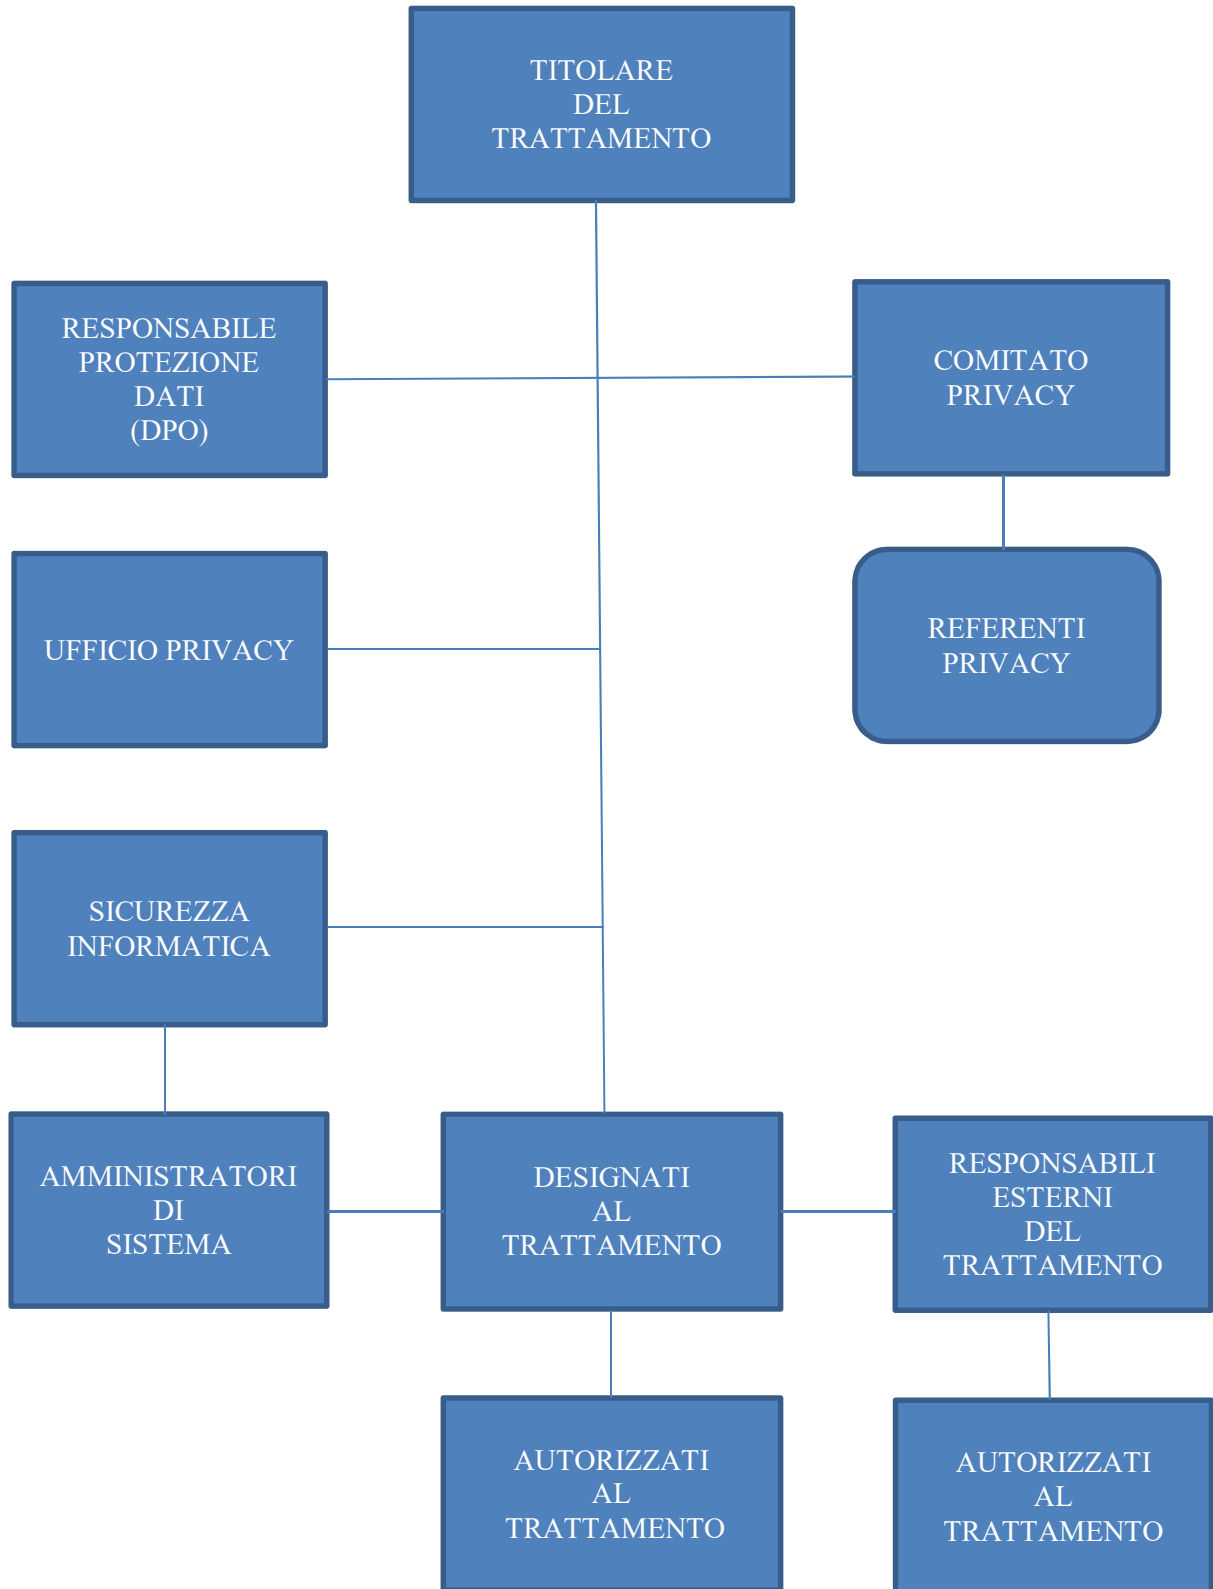 TITOLARE
DEL
TRATTAMENTO
RESPONSABILE
PROTEZIONE
DATI
(DPO)
COMITATO
PRIVACY
UFFICIO PRIVACY
REFERENTI
PRIVACY
SICUREZZA
INFORMATICA
AMMINISTRATORI
DI
SISTEMA
DESIGNATI
AL
TRATTAMENTO
RESPONSABILI
ESTERNI
DEL
TRATTAMENTO
AUTORIZZATI
AL
TRATTAMENTO
AUTORIZZATI
AL
TRATTAMENTO